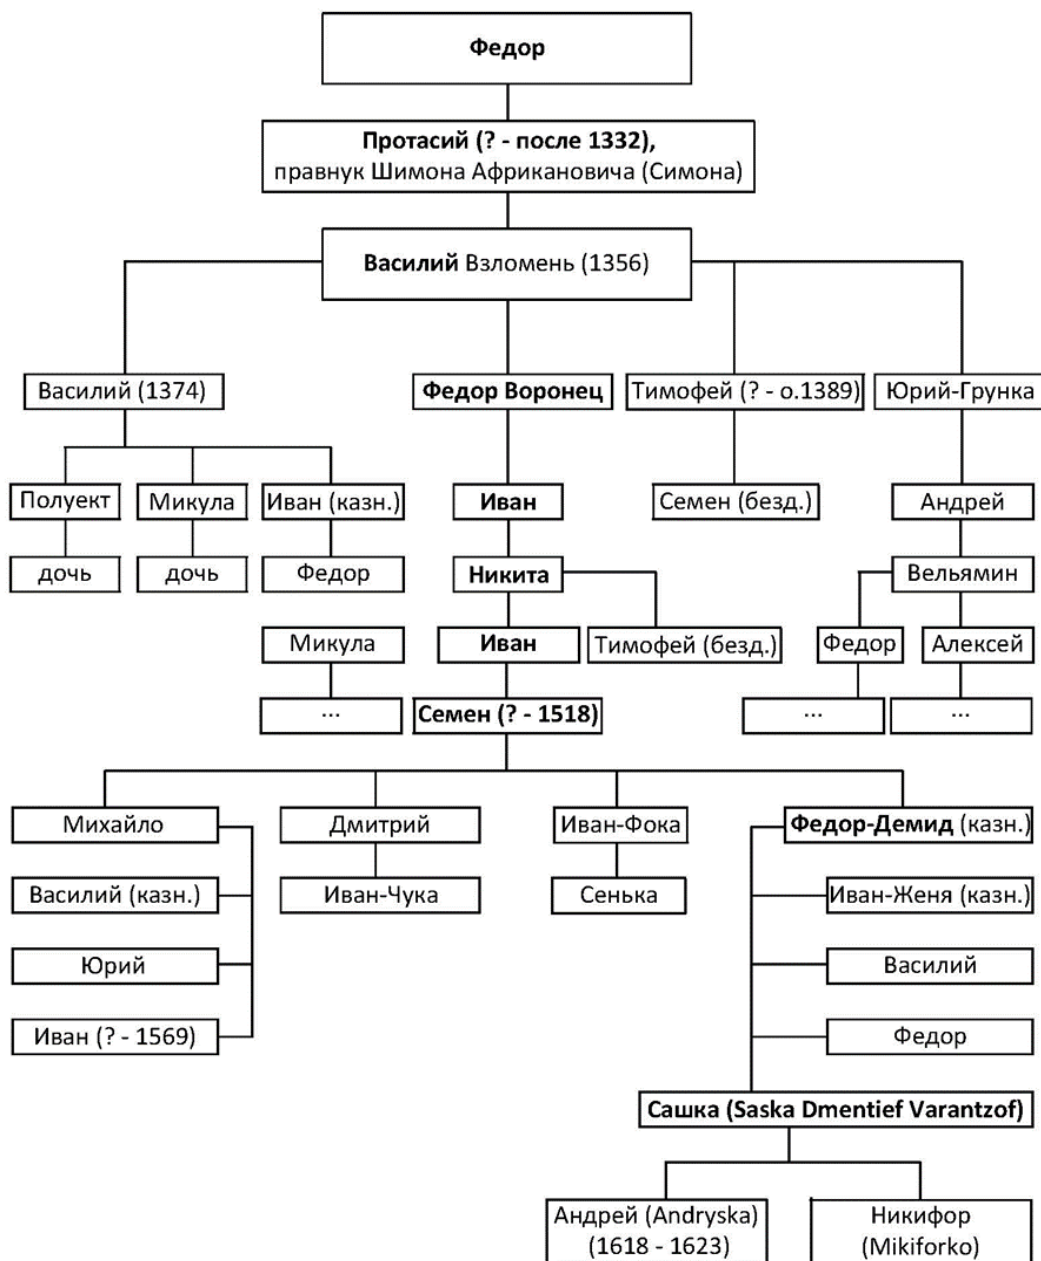 Федор
Протасий (? - после 1332),
правнук Шимона Африкановича (Симона)
Василий Взломень (1356)
Василий (1374)
Федор Воронец
Тимофей (? - о.1389)
Юрий-Грунка
Полуект
Микула
Иван (казн.)
Иван
Семен (безд.)
Андрей
дочь
дочь
Федор
Никита
Вельямин
Микула
Иван
Тимофей (безд.)
Федор
Алексей
...
Семен (? - 1518)
...
...
Михайло
Дмитрий
Иван-Фока
Федор-Демид (казн.)
Василий (казн.)
Иван-Чука
Сенька
Иван-Женя (казн.)
Юрий
Василий
Иван (? - 1569)
Федор
Сашка (Saska Dmentief Varantzof)
Андрей (Andryska)
(1618 - 1623)
Никифор
(Mikiforko)